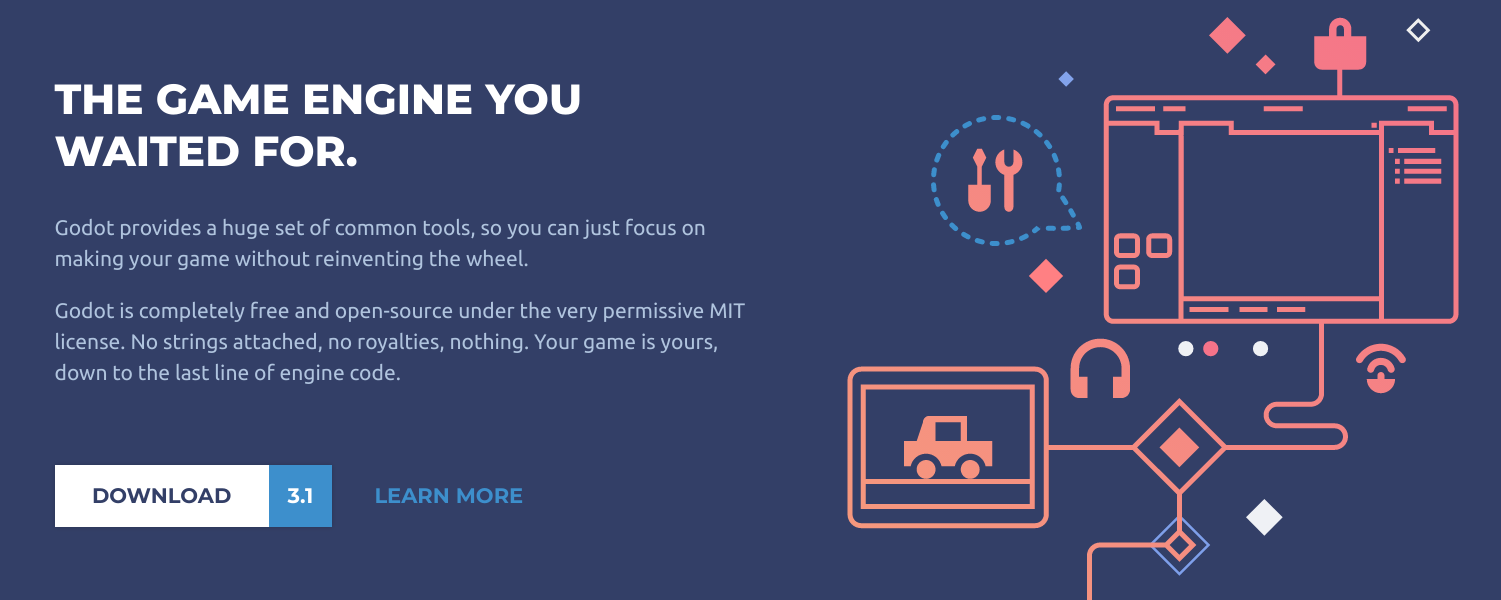 THE GAME ENGINE YOU
WAITED FOR.
Godot provides a huge set of common tools, so you can just focus on
making your game without reinventing the wheel.
Godot is completely free and open-source under the very permissive MIT
license. No strings attached, no royalties, nothing. Your game is yours,
down to the last line of engine code.
DOWNLOAD 3.1 LEARN MORE